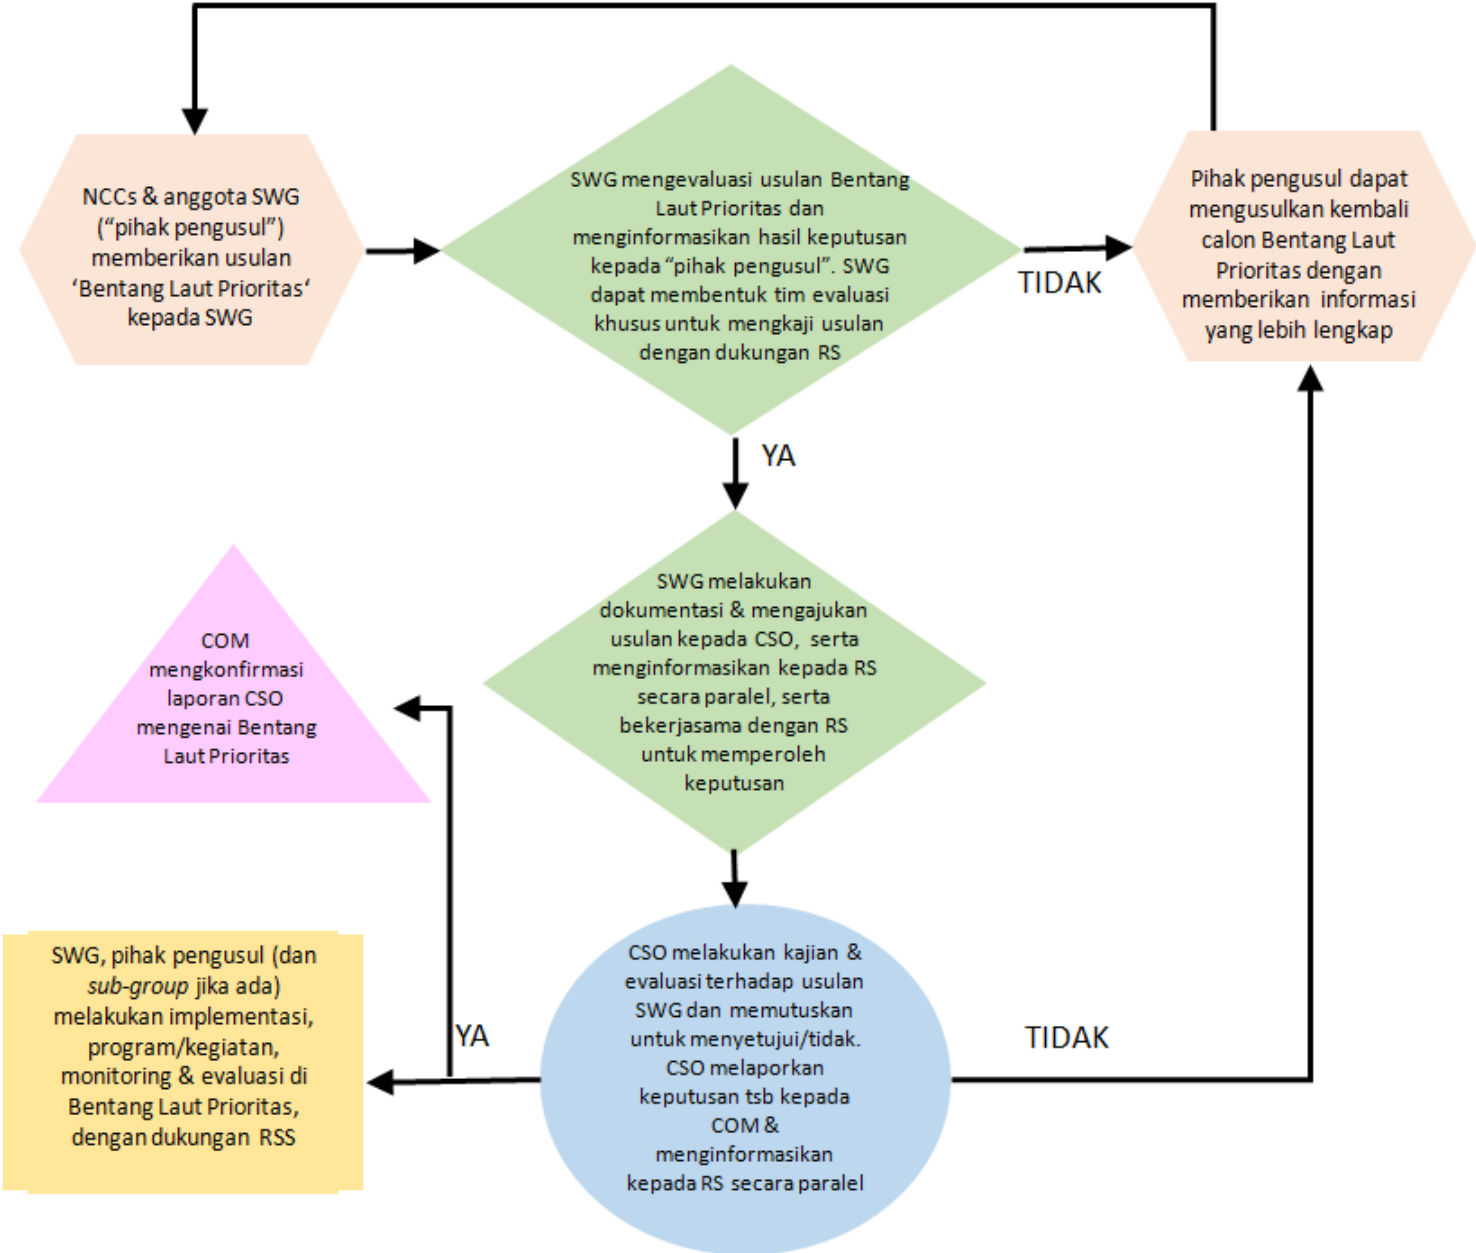 NCCs & anggota SWG
(“pihak pengusul”)
memberikan usulan
‘Bentang Laut Prioritas‘
kepada SWG
SWG mengevaluasi usulan Bentang
Laut Prioritas dan
menginformasikan hasil keputusan
kepada “pihak pengusul”. SWG
dapat membentuk tim evaluasi
khusus untuk mengkaji usulan
dengan dukungan RS
TIDAK
Pihak pengusul dapat
mengusulkan kembali
calon Bentang Laut
Prioritas dengan
memberikan informasi
yang lebih lengkap
YA
SWG melakukan
dokumentasi & mengajukan
usulan kepada CSO, serta
menginformasikan kepada RS
secara paralel, serta
bekerjasama dengan RS
untuk memperoleh
keputusan
COM
mengkonfirmasi
laporan CSO
mengenai Bentang
Laut Prioritas
SWG, pihak pengusul (dan
sub-group jika ada)
melakukan implementasi,
program/kegiatan,
monitoring & evaluasi di
Bentang Laut Prioritas,
dengan dukungan RSS
YA
CSO melakukan kajian &
evaluasi terhadap usulan
SWG dan memutuskan
untuk menyetujui/tidak.
CSO melaporkan
keputusan tsb kepada
COM &
menginformasikan
kepada RS secara paralel
TIDAK